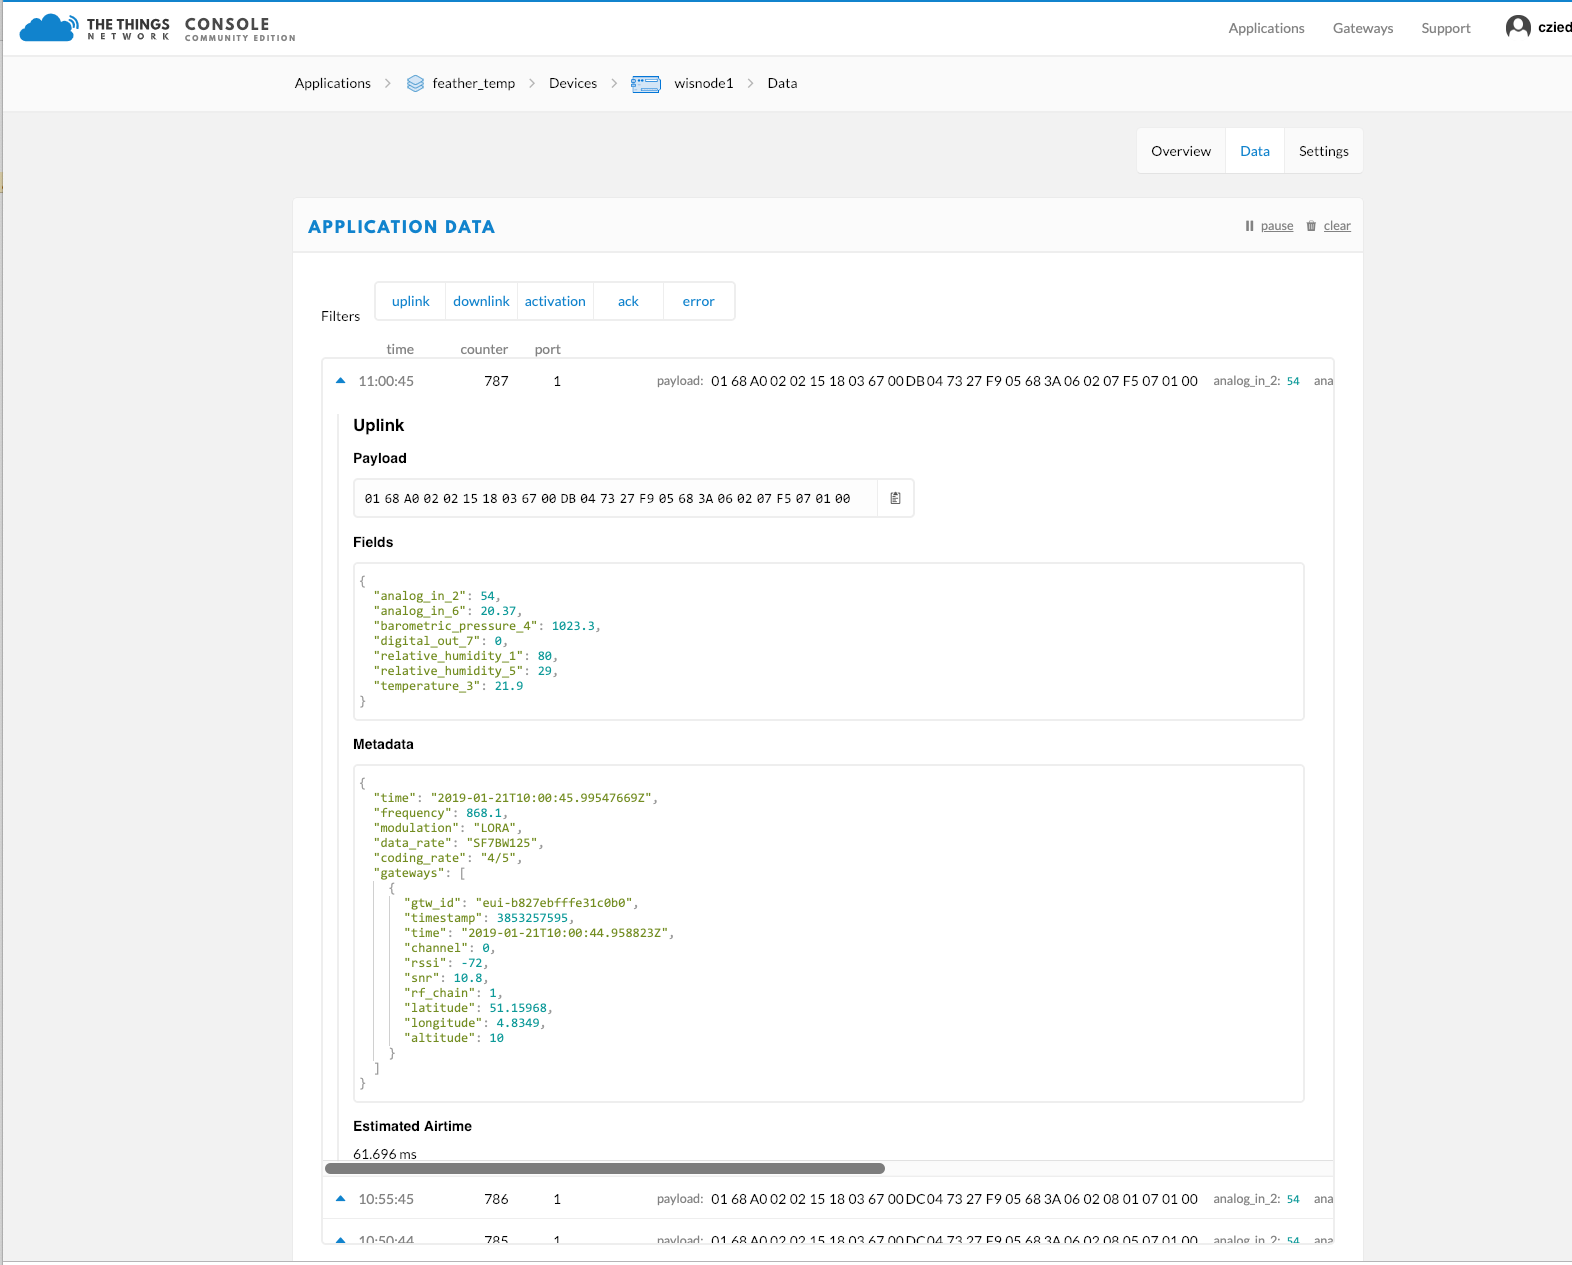 THE THINGS NETWORK CONSOLE COMMUNITY EDITION
Applications Gateways Support czied
Applications feather_temp Devices wisnode1 Data
Overview Data Settings
APPLICATION DATA
pause clear
uplink downlink activation ack error
Filters
time counter port
11:00:45 787 1 payload: 01 68 A0 02 02 15 18 03 67 00 DB 04 73 27 F9 05 68 3A 06 02 07 F5 07 01 00 analog_in_2: 54 ana
Uplink
Payload
01 68 A0 02 02 15 18 03 67 00 DB 04 73 27 F9 05 68 3A 06 02 07 F5 07 01 00
Fields
{
"analog_in_2": 54,
"analog_in_6": 20.37,
"barometric_pressure_4": 1023.3,
"digital_out_7": 0,
"relative_humidity_1": 80,
"relative_humidity_5": 29,
"temperature_3": 21.9
}
Metadata
{
"time": "2019-01-21T10:00:45.99547669Z",
"frequency": 868.1,
"modulation": "LORA",
"data_rate": "SF7BW125",
"coding_rate": "4/5",
"gateways": [
{
"gtw_id": "eui-b827ebfffe31c0b0",
"timestamp": 3853257595,
"time": "2019-01-21T10:00:44.958823Z",
"channel": 0,
"rssi": -72,
"snr": 10.8,
"rf_chain": 1,
"latitude": 51.15968,
"longitude": 4.8349,
"altitude": 10
}
]
}
Estimated Airtime
61.696 ms
10:55:45 786 1 payload: 01 68 A0 02 02 15 18 03 67 00 DC 04 73 27 F9 05 68 3A 06 02 08 01 07 01 00 analog_in_2: 54 ana
10:50:44 785 1 payload: 01 68 A0 02 02 15 18 03 67 00 DC 04 73 27 F9 05 68 3A 06 02 08 05 07 01 00 analog_in_2: 54 ana